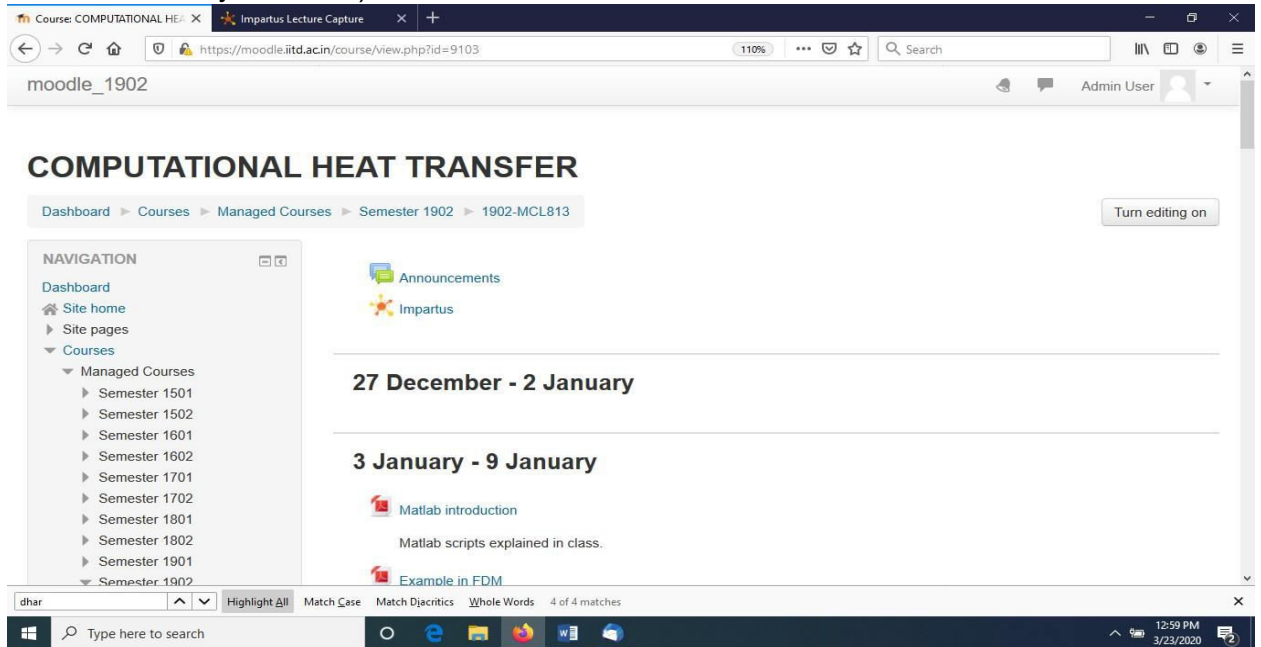 Course: COMPUTATIONAL HEA
Impartus Lecture Capture
https://moodle.iitd.ac.in/course/view.php?id=9103
110%
Search
moodle_1902
Admin User
COMPUTATIONAL HEAT TRANSFER
Dashboard ► Courses ► Managed Courses ► Semester 1902 ► 1902-MCL813
Turn editing on
NAVIGATION
Dashboard
Site home
Site pages
Courses
Managed Courses
Semester 1501
Semester 1502
Semester 1601
Semester 1602
Semester 1701
Semester 1702
Semester 1801
Semester 1802
Semester 1901
Semester 1902
Announcements
Impartus
27 December - 2 January
3 January - 9 January
Matlab introduction
Matlab scripts explained in class.
Example in FDM
dhar
Highlight All Match Case Match Diacritics Whole Words 4 of 4 matches
Type here to search
12:59 PM
3/23/2020
2